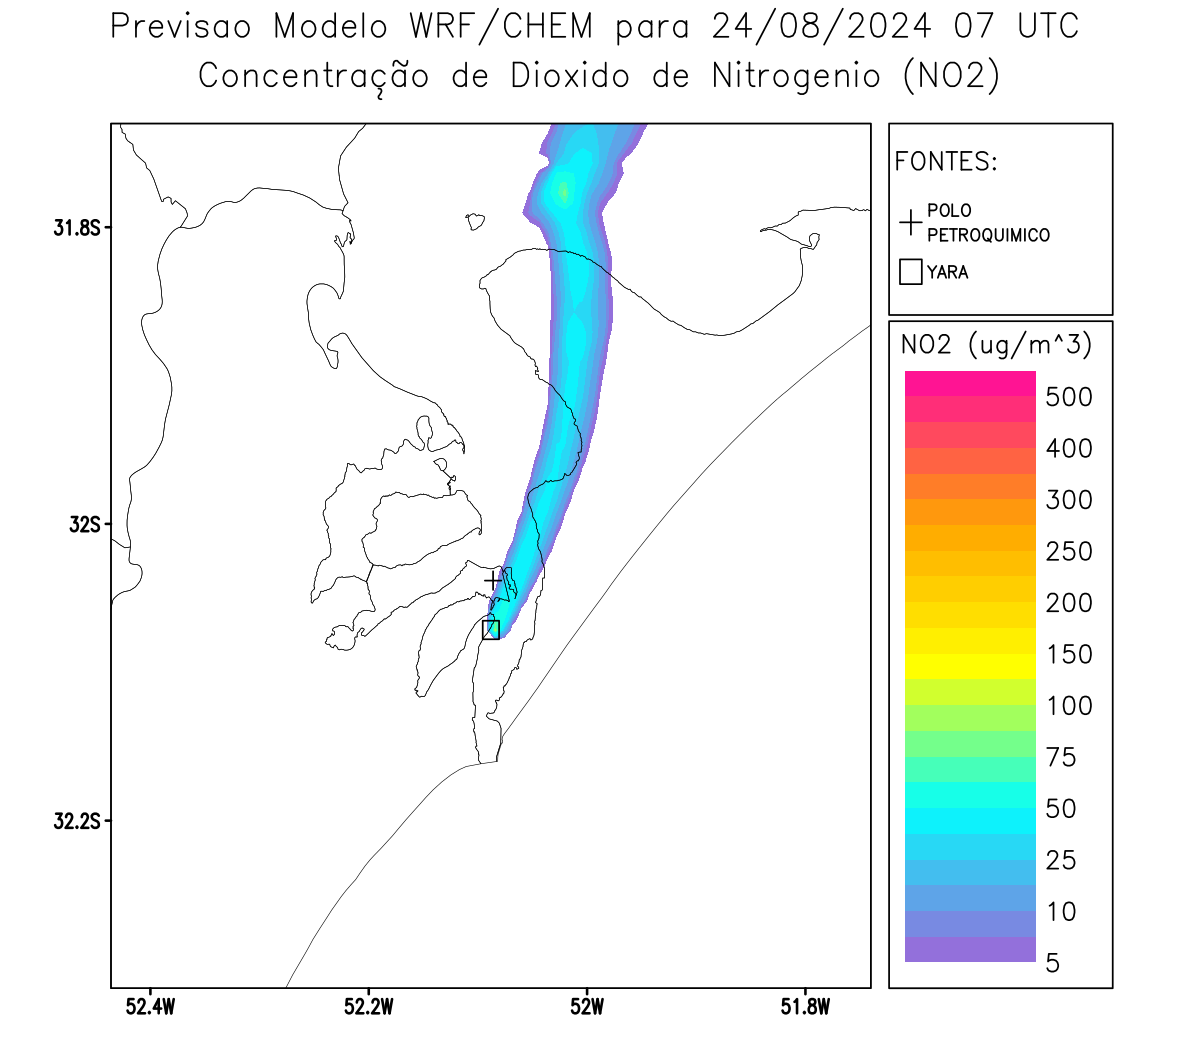 Previsao Modelo WRF/CHEM para 24/08/2024 07 UTC
Concentração de Dioxido de Nitrogenio (NO2)
FONTES:
POLO
PETROQUIMICO
YARA
31.8S
32S
32.2S
52.4W
52.2W
52W
51.8W
NO2 (ug/m^3)
500
400
300
250
200
150
100
75
50
25
10
5